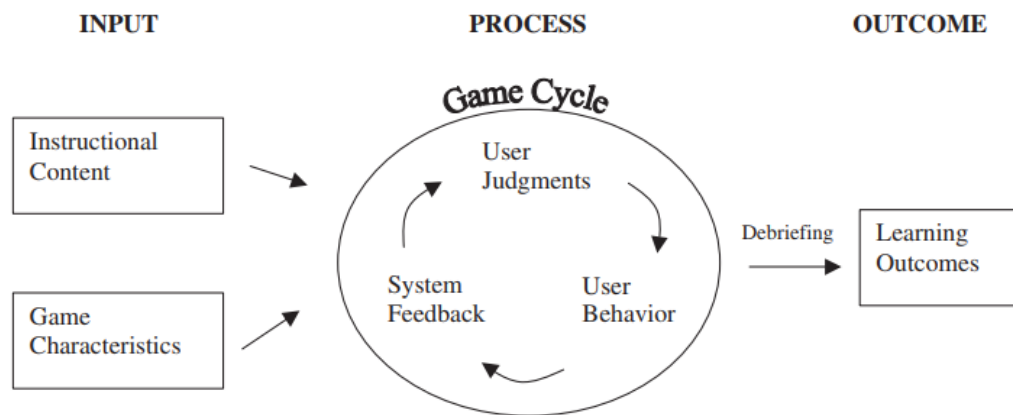 INPUT PROCESS OUTCOME
Game Cycle
Instructional
Content
User
Judgments
Debriefing
Learning
Outcomes
System
Feedback
User
Behavior
Game
Characteristics